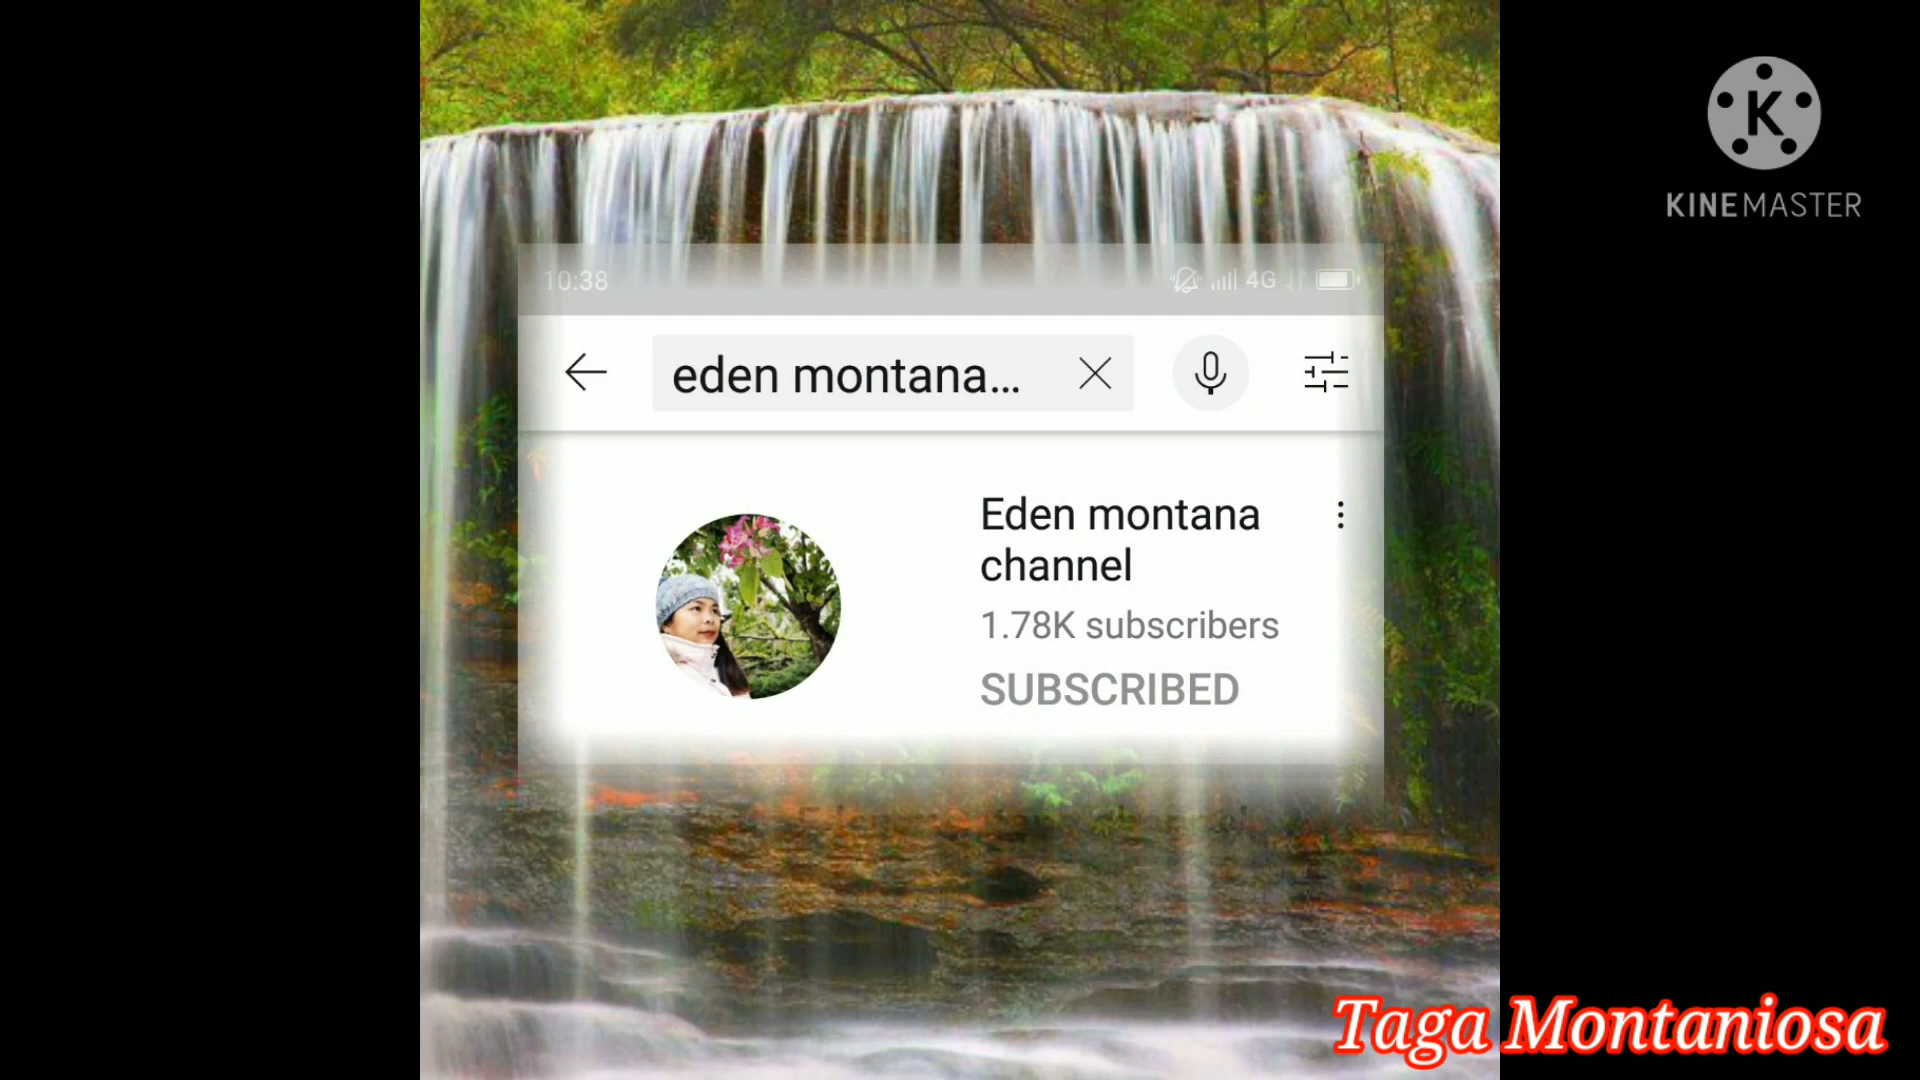 K
KINEMASTER
10:38
4G
eden montana...
Eden montana
channel
1.78K subscribers
SUBSCRIBED
Taga Montaniosa